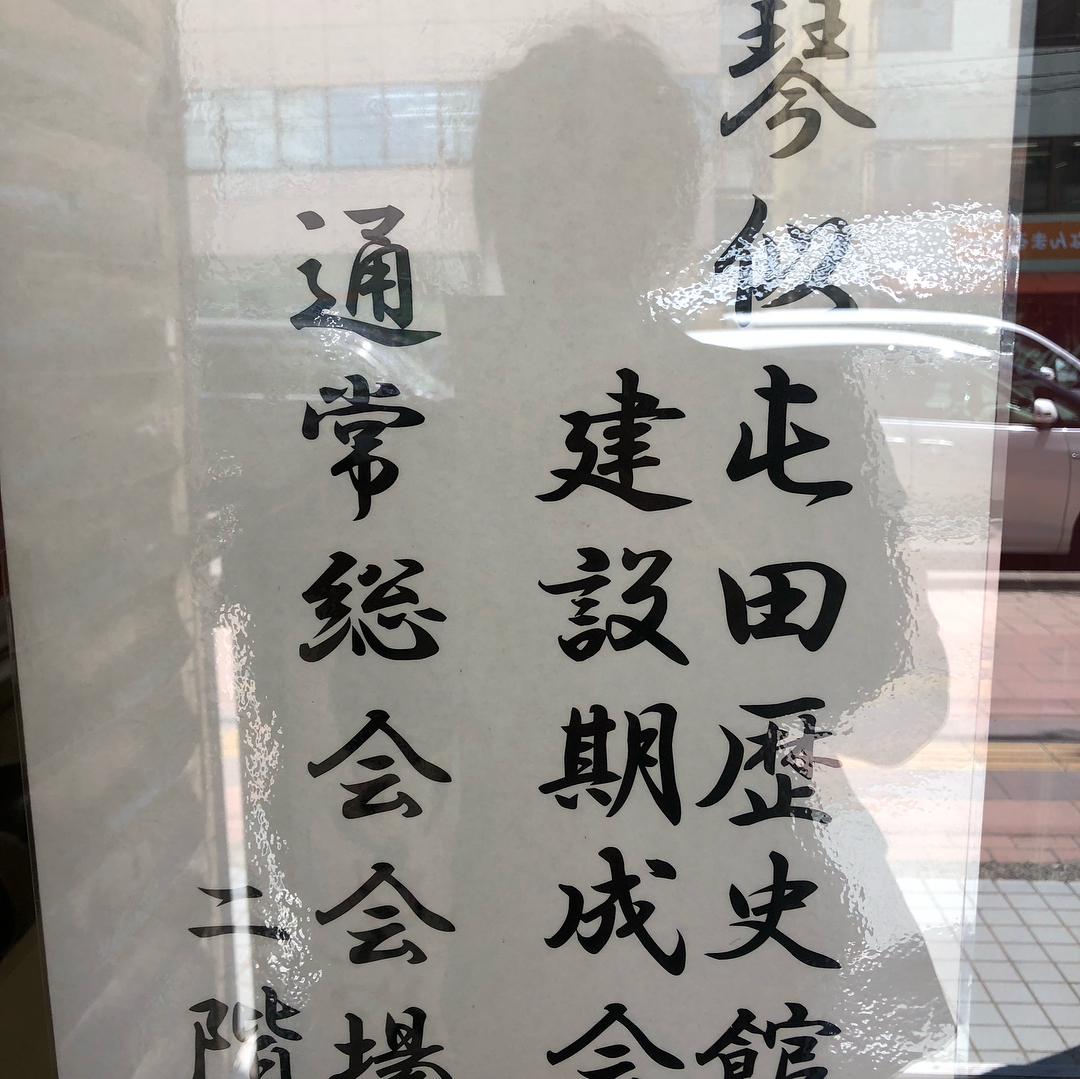 琴似屯田歴史館
建設期成会
通常総会会場
二階